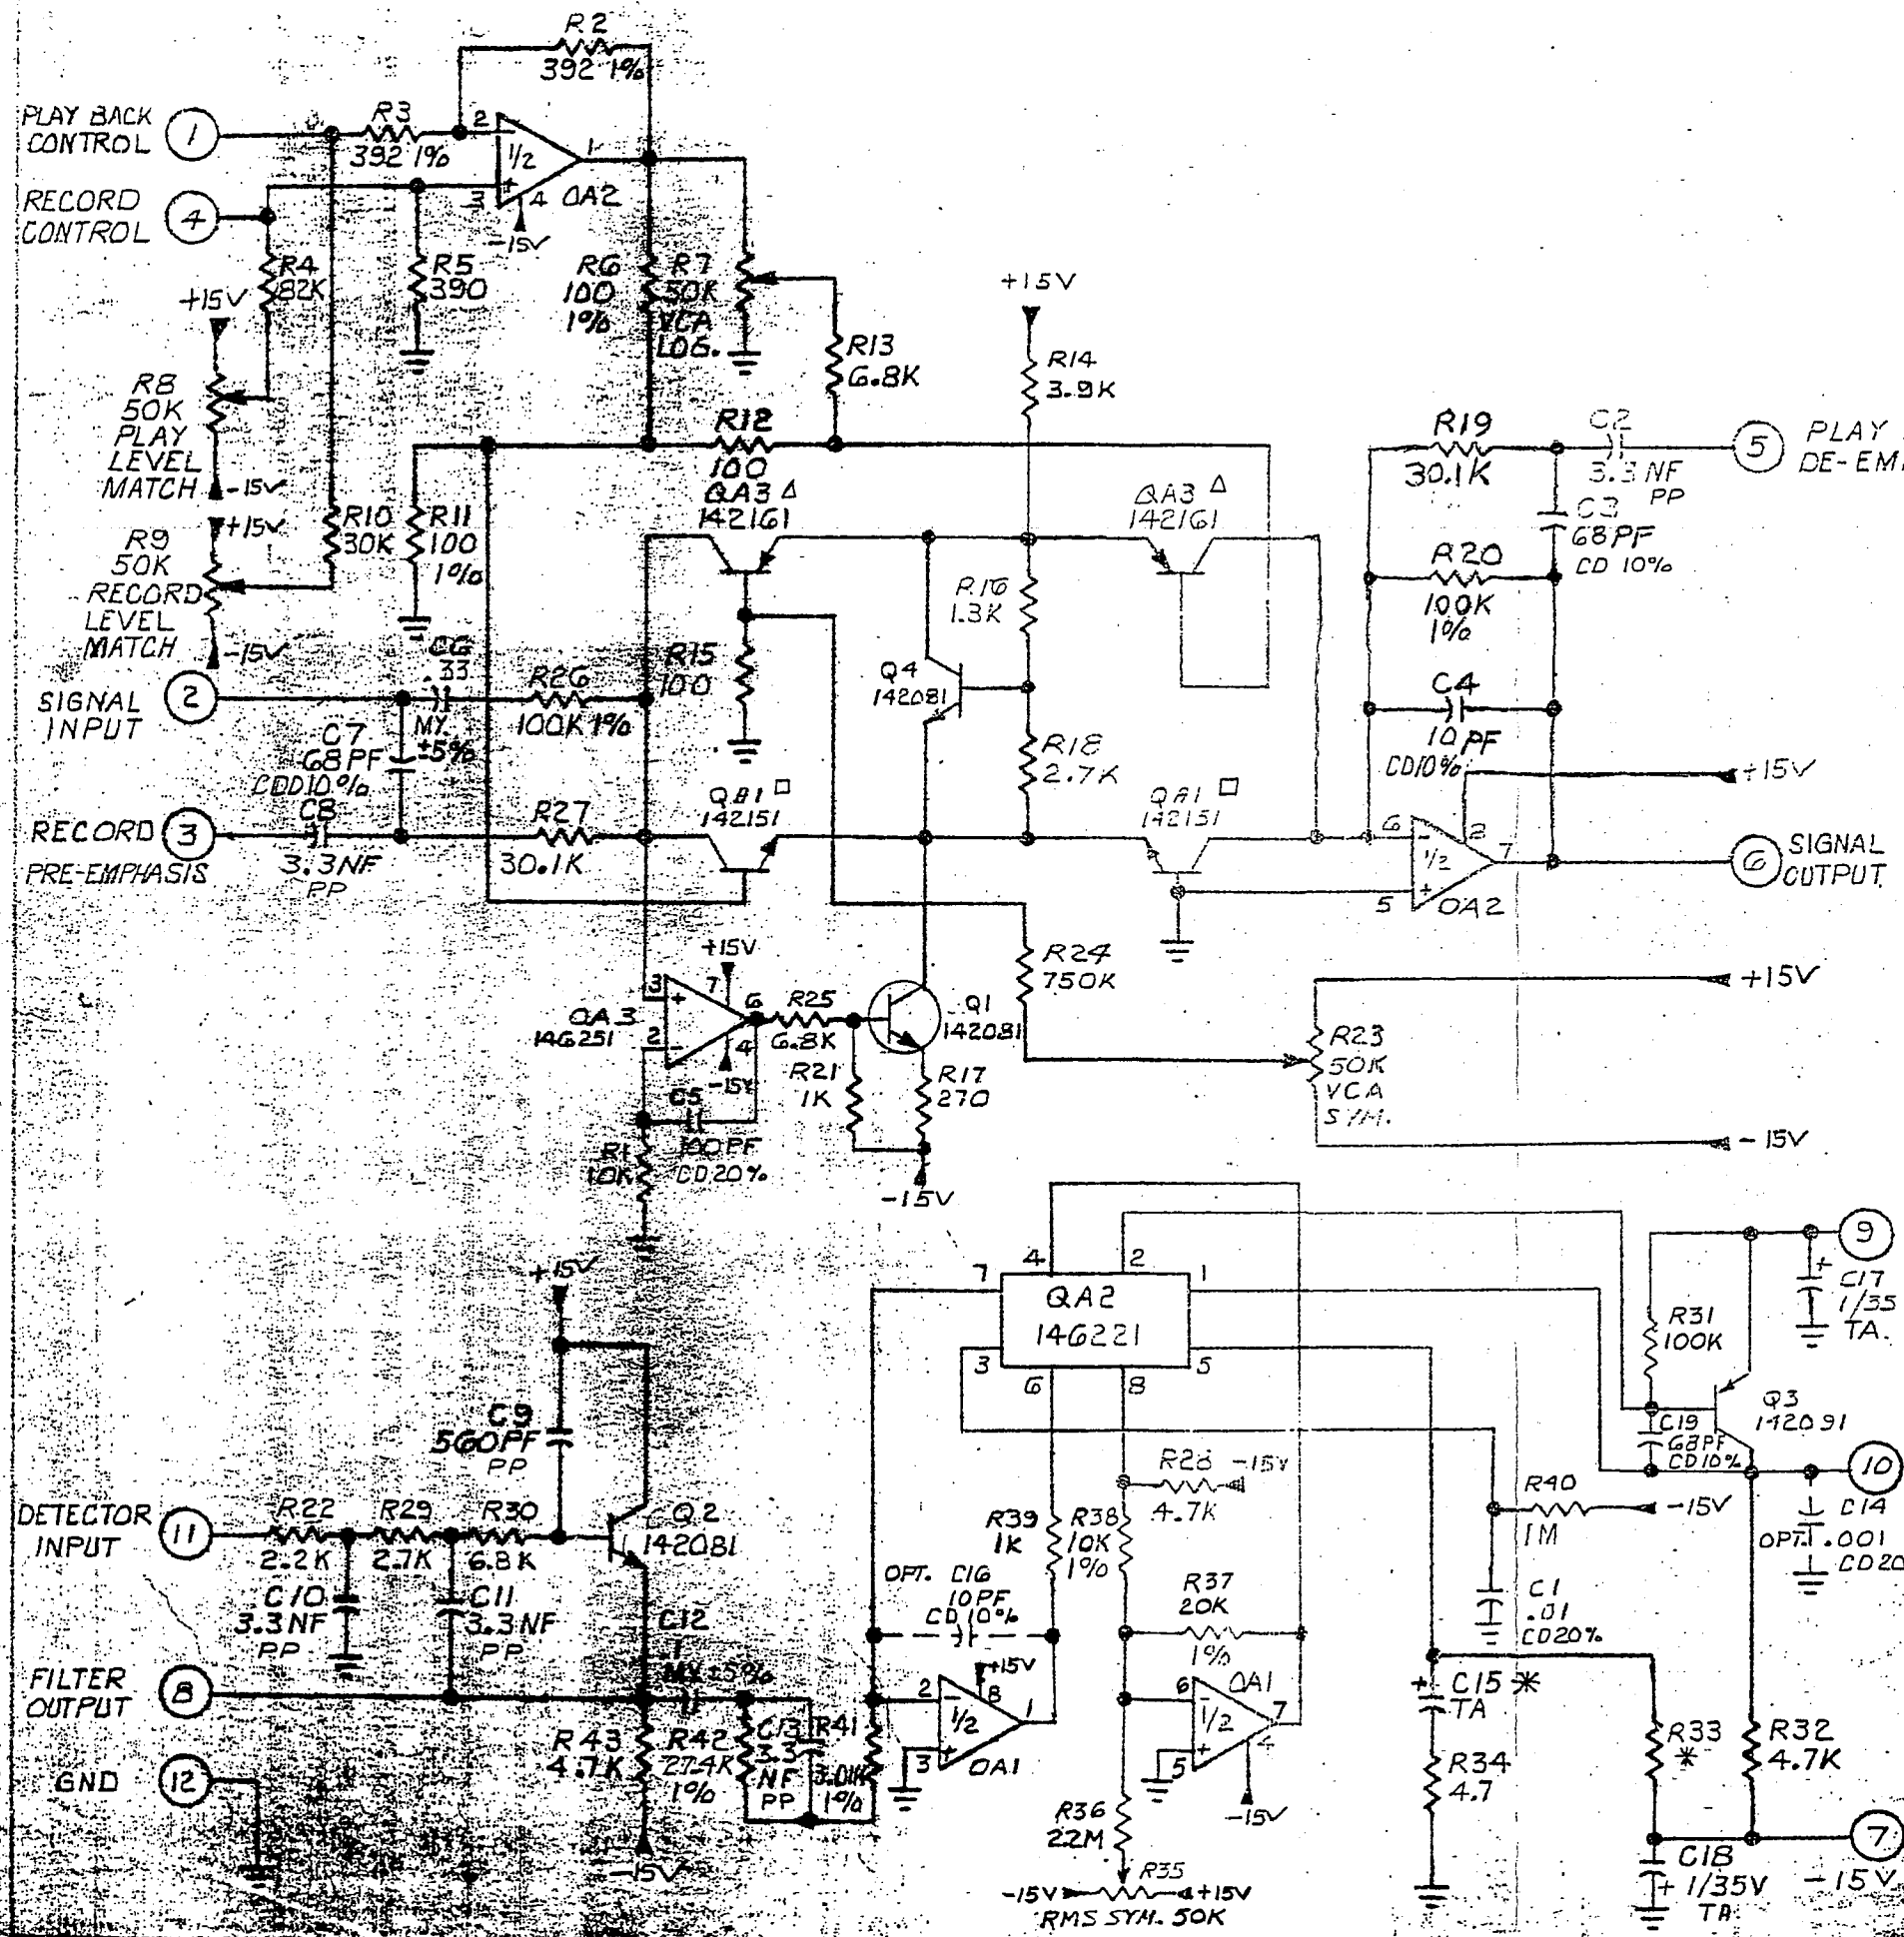 R2
392 1%
PLAY BACK
CONTROL
1
R3
392 1%
2
1/2
1
3
4
OA2
-15V
RECORD
CONTROL
4
R4
82K
R5
390
R6
100
1%
R7
50K
VCA
LOG.
+15V
R8
50K
PLAY
LEVEL
MATCH
-15V
R13
6.8K
+15V
R14
3.9K
R12
100
QA3 Δ
142161
QA3 Δ
142161
R19
30.1K
C2
3.3 NF
PP
5
PLAY
DE-EM
C3
68PF
CD 10%
+15V
R9
50K
RECORD
LEVEL
MATCH
-15V
R10
30K
R11
100
1%
R20
100K
1%
R16
1.3K
SIGNAL
INPUT
2
C6
.33
MY.
±5%
R26
100K 1%
R15
100
Q4
142081
C4
10 PF
CD10%
C7
68PF
CDD10%
R18
2.7K
+15V
RECORD
PRE-EMPHASIS
3
C8
3.3NF
PP
R27
30.1K
QA1 □
142151
QA1 □
142151
6
1/2
8
7
5
OA2
6
SIGNAL
OUTPUT
+15V
3
7
6
2
4
OA3
146251
-15V
R25
6.8K
Q1
142081
R24
750K
+15V
R23
50K
VCA
SYM.
-15V
R21
1K
R17
270
C5
100PF
CD20%
R1
10K
-15V
+15V
7
4
2
1
QA2
146221
3
6
8
5
9
C17
1/35
TA.
R31
100K
Q3
142091
C19
68PF
CD10%
10
C9
560PF
PP
R28
4.7K
-15V
R40
1M
-15V
C14
OPT. .001
CD20
DETECTOR
INPUT
11
R22
2.2K
R29
2.7K
R30
6.8K
Q2
142081
R39
1K
R38
10K
1%
C10
3.3NF
PP
C11
3.3NF
PP
C12
.1
MY ±5%
OPT. C16
10PF
CD 10%
R37
20K
1%
C1
.01
CD20%
FILTER
OUTPUT
8
+15V
2
8
1/2
1
3
OA1
6
OA1
1/2
7
5
4
-15V
C15 *
+
TA
R34
4.7
R33
*
R32
4.7K
R43
4.7K
R42
27.4K
1%
C13
3.3
NF
PP
R41
3.01K
1%
GND
12
-15V
R36
22M
R35
-15V
+15V
RMS SYM. 50K
C18
+ 1/35V
TA
7
-15V